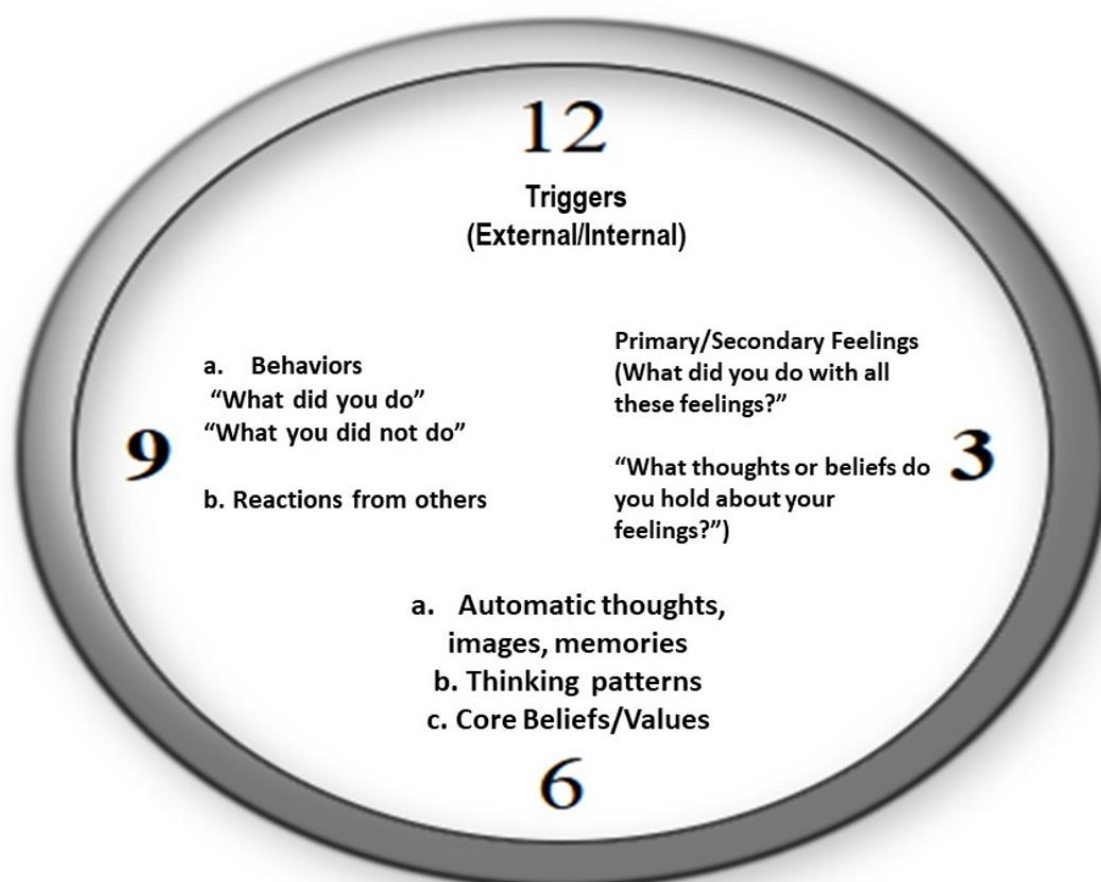 12
Triggers
(External/Internal)
a. Behaviors
“What did you do”
“What you did not do”
9
b. Reactions from others
Primary/Secondary Feelings
(What did you do with all
these feelings?”
“What thoughts or beliefs do
you hold about your
feelings?”)
3
a. Automatic thoughts,
images, memories
b. Thinking patterns
c. Core Beliefs/Values
6